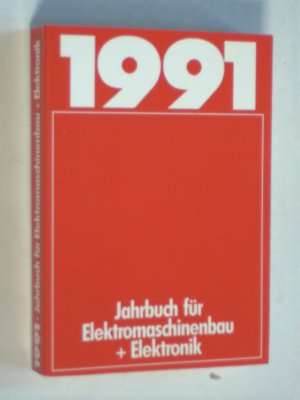 1991
Jahrbuch für
Elektromaschinenbau
+ Elektronik
1991 · Jahrbuch für Elektromaschinenbau + Elektronik